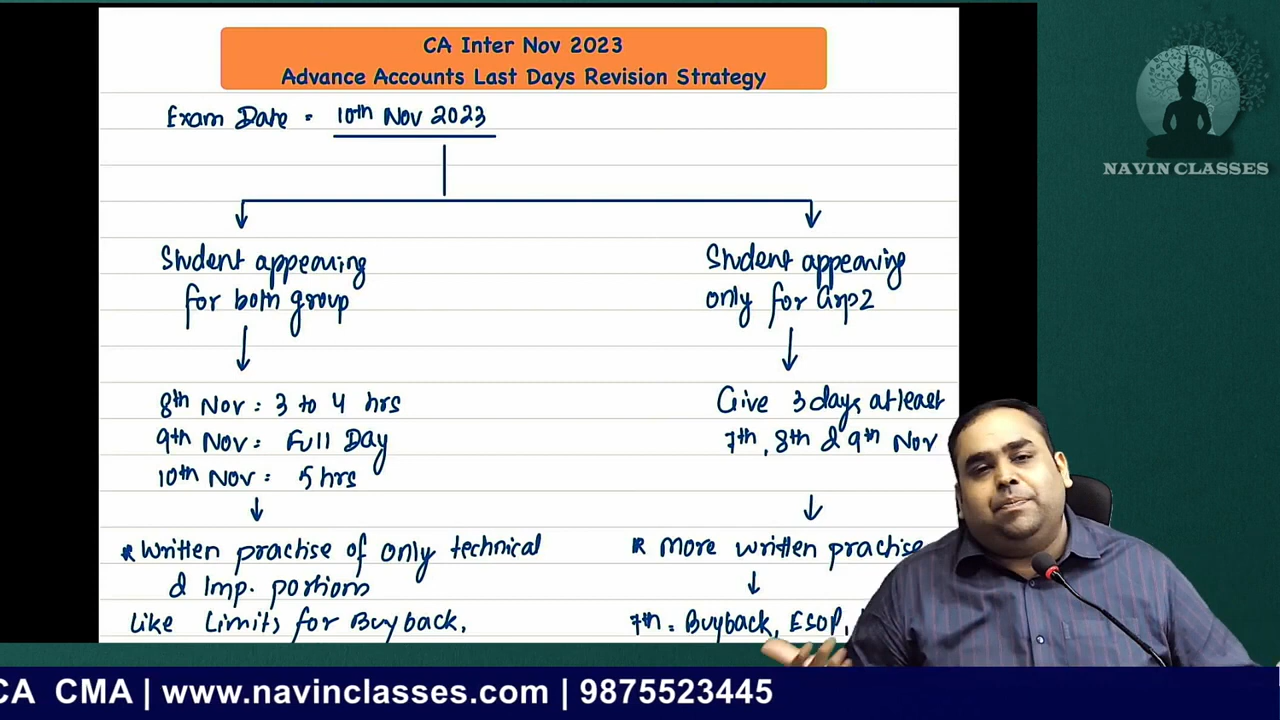 CA Inter Nov 2023
Advance Accounts Last Days Revision Strategy
Exam Date = 10th Nov 2023
NAVIN CLASSES
Student appearing
for both group
8th Nov : 3 to 4 hrs
9th Nov : Full Day
10th Nov : 5 hrs
* Written practise of only technical
& Imp. portions
Like Limits for Buyback,
Student appearing
only for Grp2
Give 3 days at least
7th, 8th & 9th Nov
* More written practise
7th : Buyback, ESOP,
CA CMA | www.navinclasses.com | 9875523445